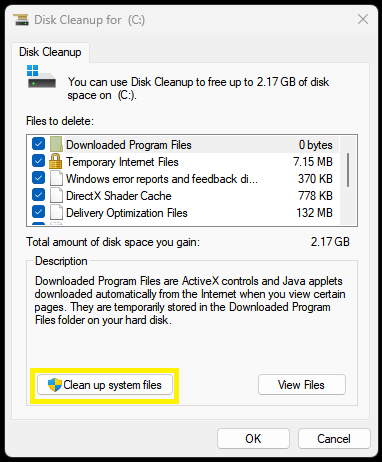 Disk Cleanup for  (C:)
Disk Cleanup
You can use Disk Cleanup to free up to 2.17 GB of disk
space on  (C:).
Files to delete:
Downloaded Program Files 0 bytes
Temporary Internet Files 7.15 MB
Windows error reports and feedback di... 370 KB
DirectX Shader Cache 778 KB
Delivery Optimization Files 132 MB
Total amount of disk space you gain: 2.17 GB
Description
Downloaded Program Files are ActiveX controls and Java applets
downloaded automatically from the Internet when you view certain
pages. They are temporarily stored in the Downloaded Program
Files folder on your hard disk.
Clean up system files View Files
OK Cancel